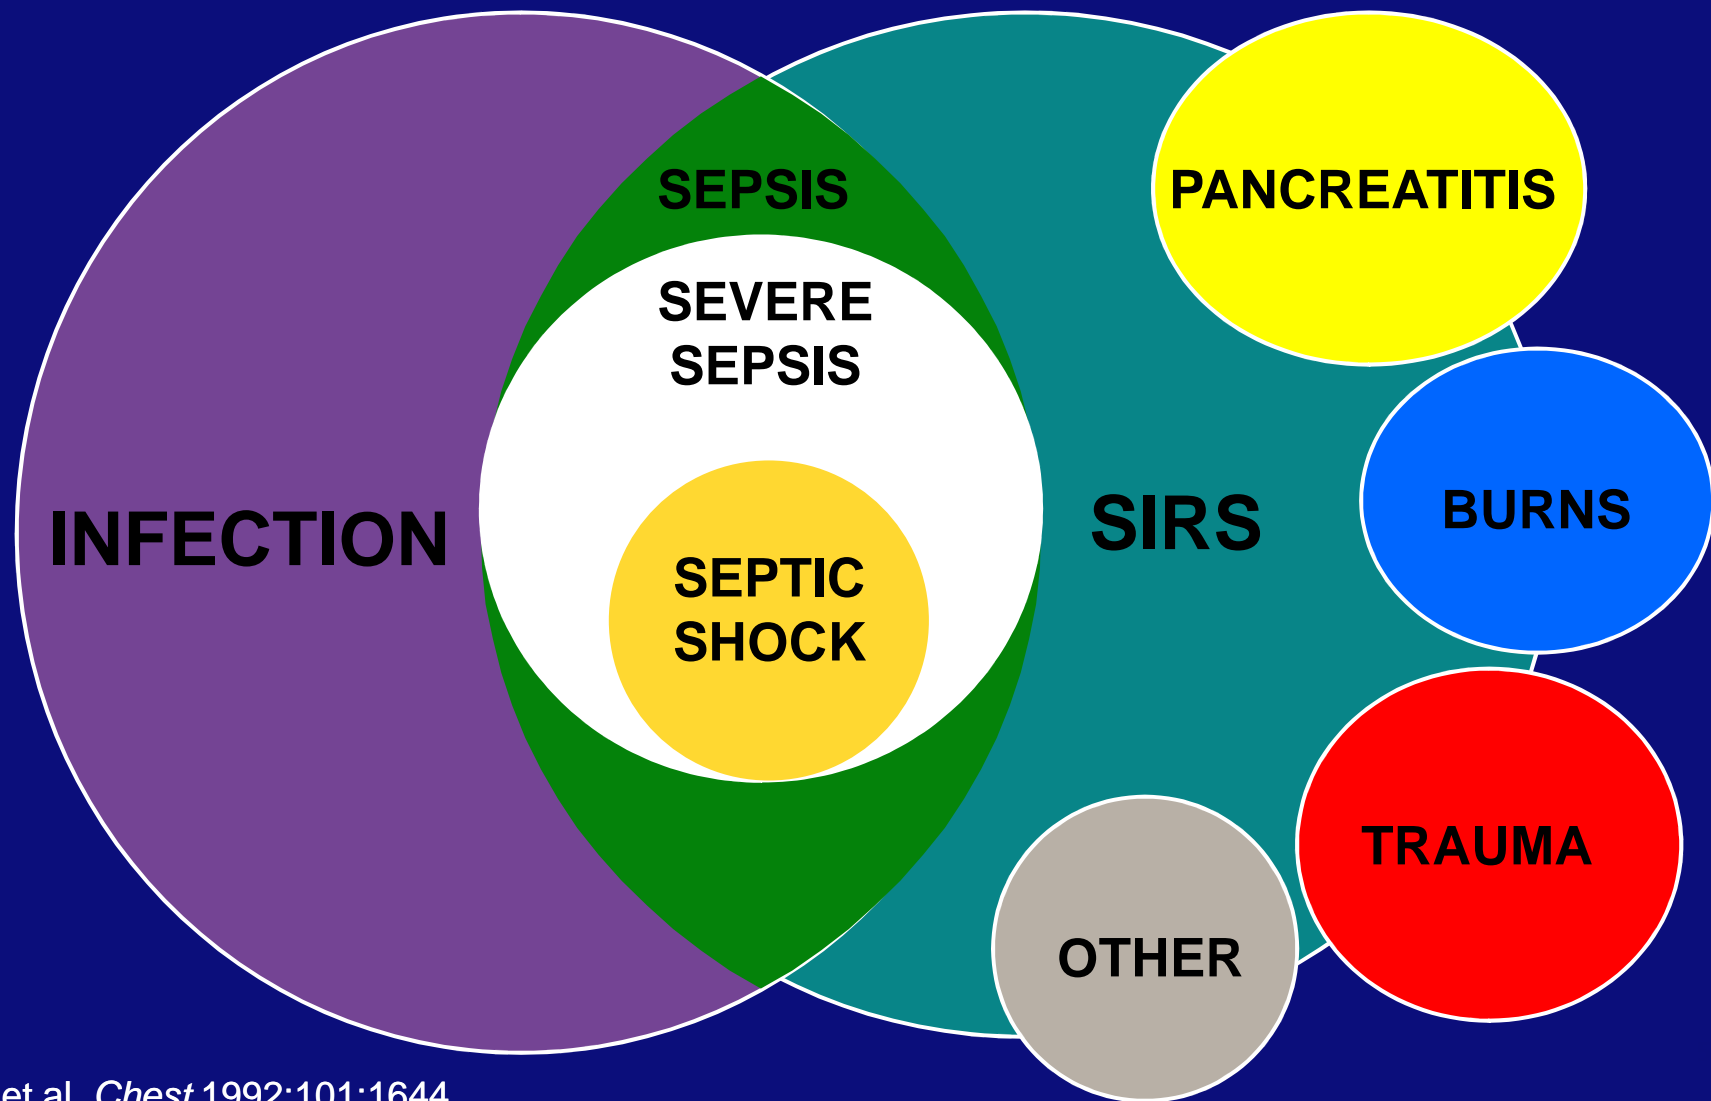 SEPSIS
PANCREATITIS
SEVERE
SEPSIS
INFECTION
SIRS
BURNS
SEPTIC
SHOCK
TRAUMA
OTHER
et al. Chest 1992;101:1644